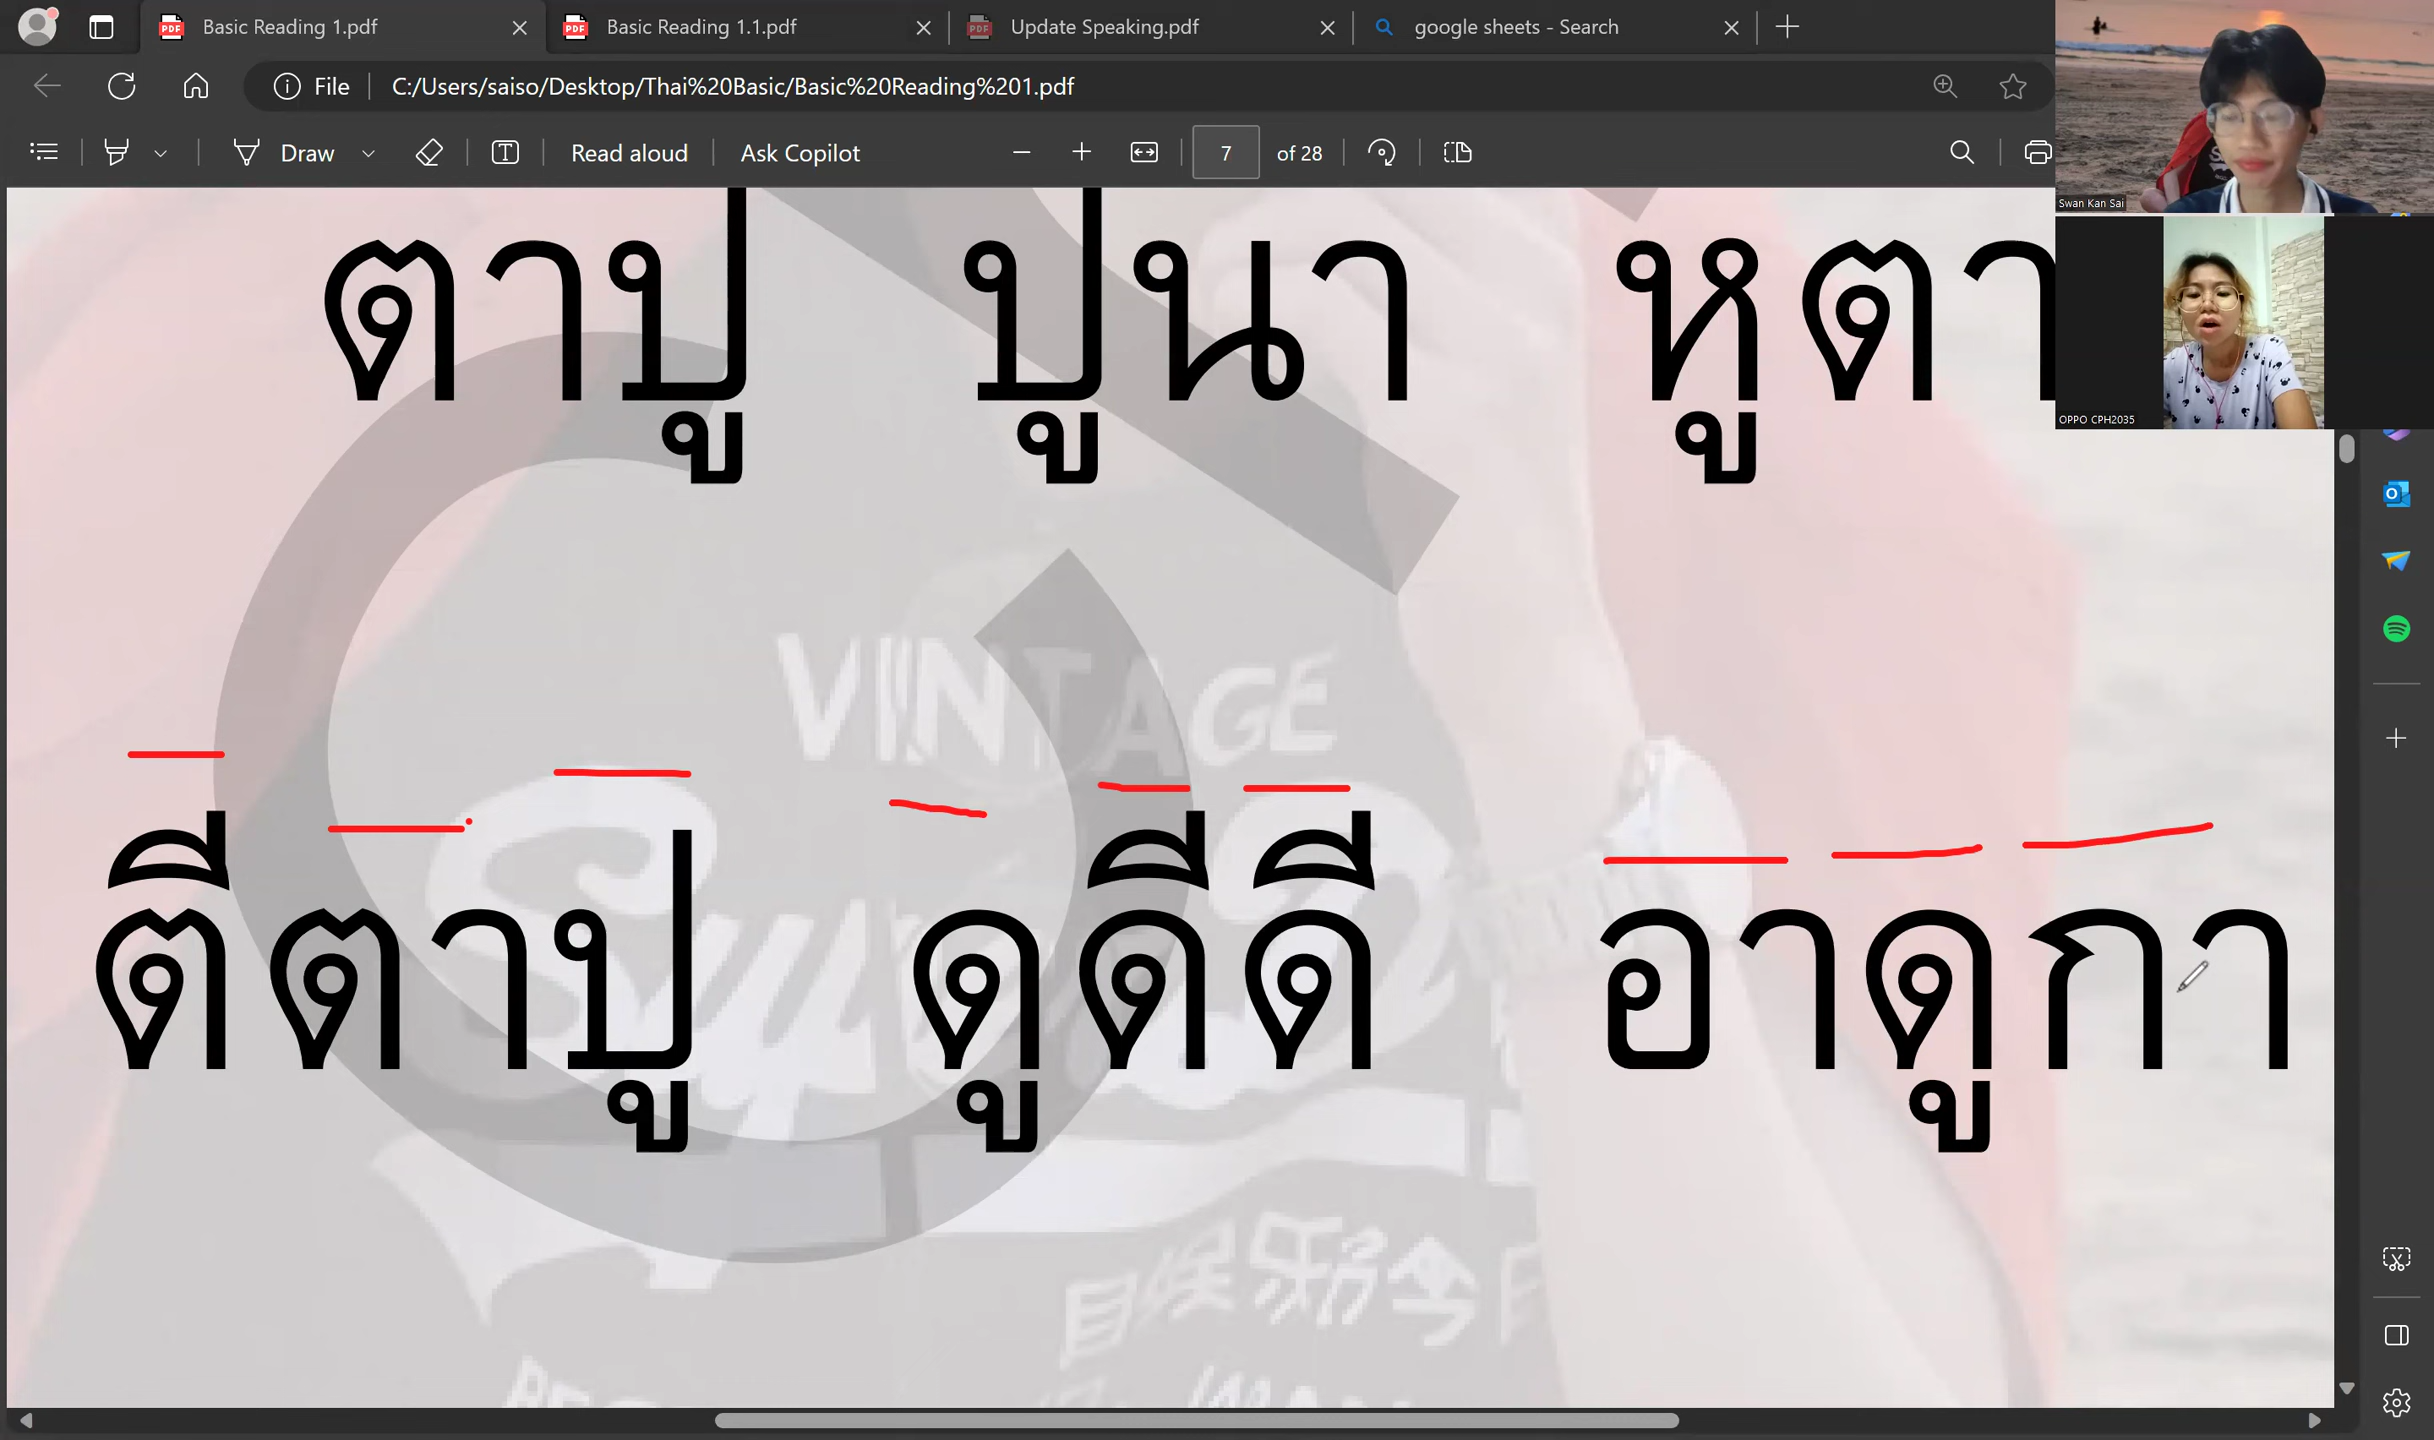 Basic Reading 1.pdf Basic Reading 1.1.pdf Update Speaking.pdf google sheets - Search
File C:/Users/saiso/Desktop/Thai%20Basic/Basic%20Reading%201.pdf
Draw Read aloud Ask Copilot 7 of 28
Swan Kan Sai
OPPO CPH2035
ตาปู ปูนา หูตา
VINTAGE
ตีตาปู ดูดีดี อาดูกา